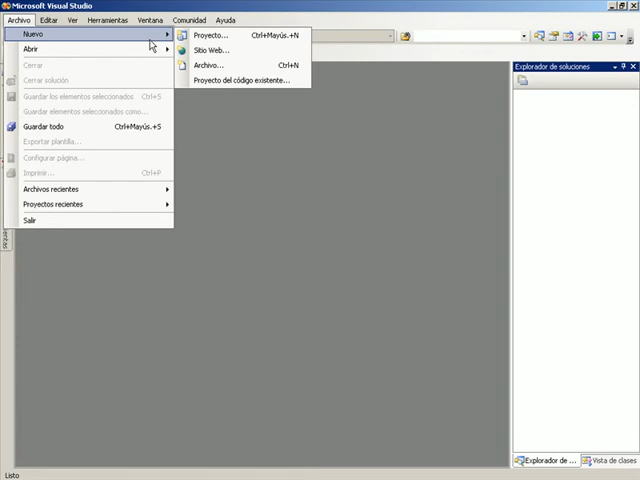 Microsoft Visual Studio
Archivo Editar Ver Herramientas Ventana Comunidad Ayuda
Nuevo
Abrir
Cerrar
Cerrar solución
Guardar los elementos seleccionados Ctrl+S
Guardar elementos seleccionados como...
Guardar todo Ctrl+Mayús.+S
Exportar plantilla...
Configurar página...
Imprimir... Ctrl+P
Archivos recientes
Proyectos recientes
Salir
Proyecto... Ctrl+Mayús.+N
Sitio Web...
Archivo... Ctrl+N
Proyecto del código existente...
Explorador de soluciones
Explorador de ... Vista de clases
Listo